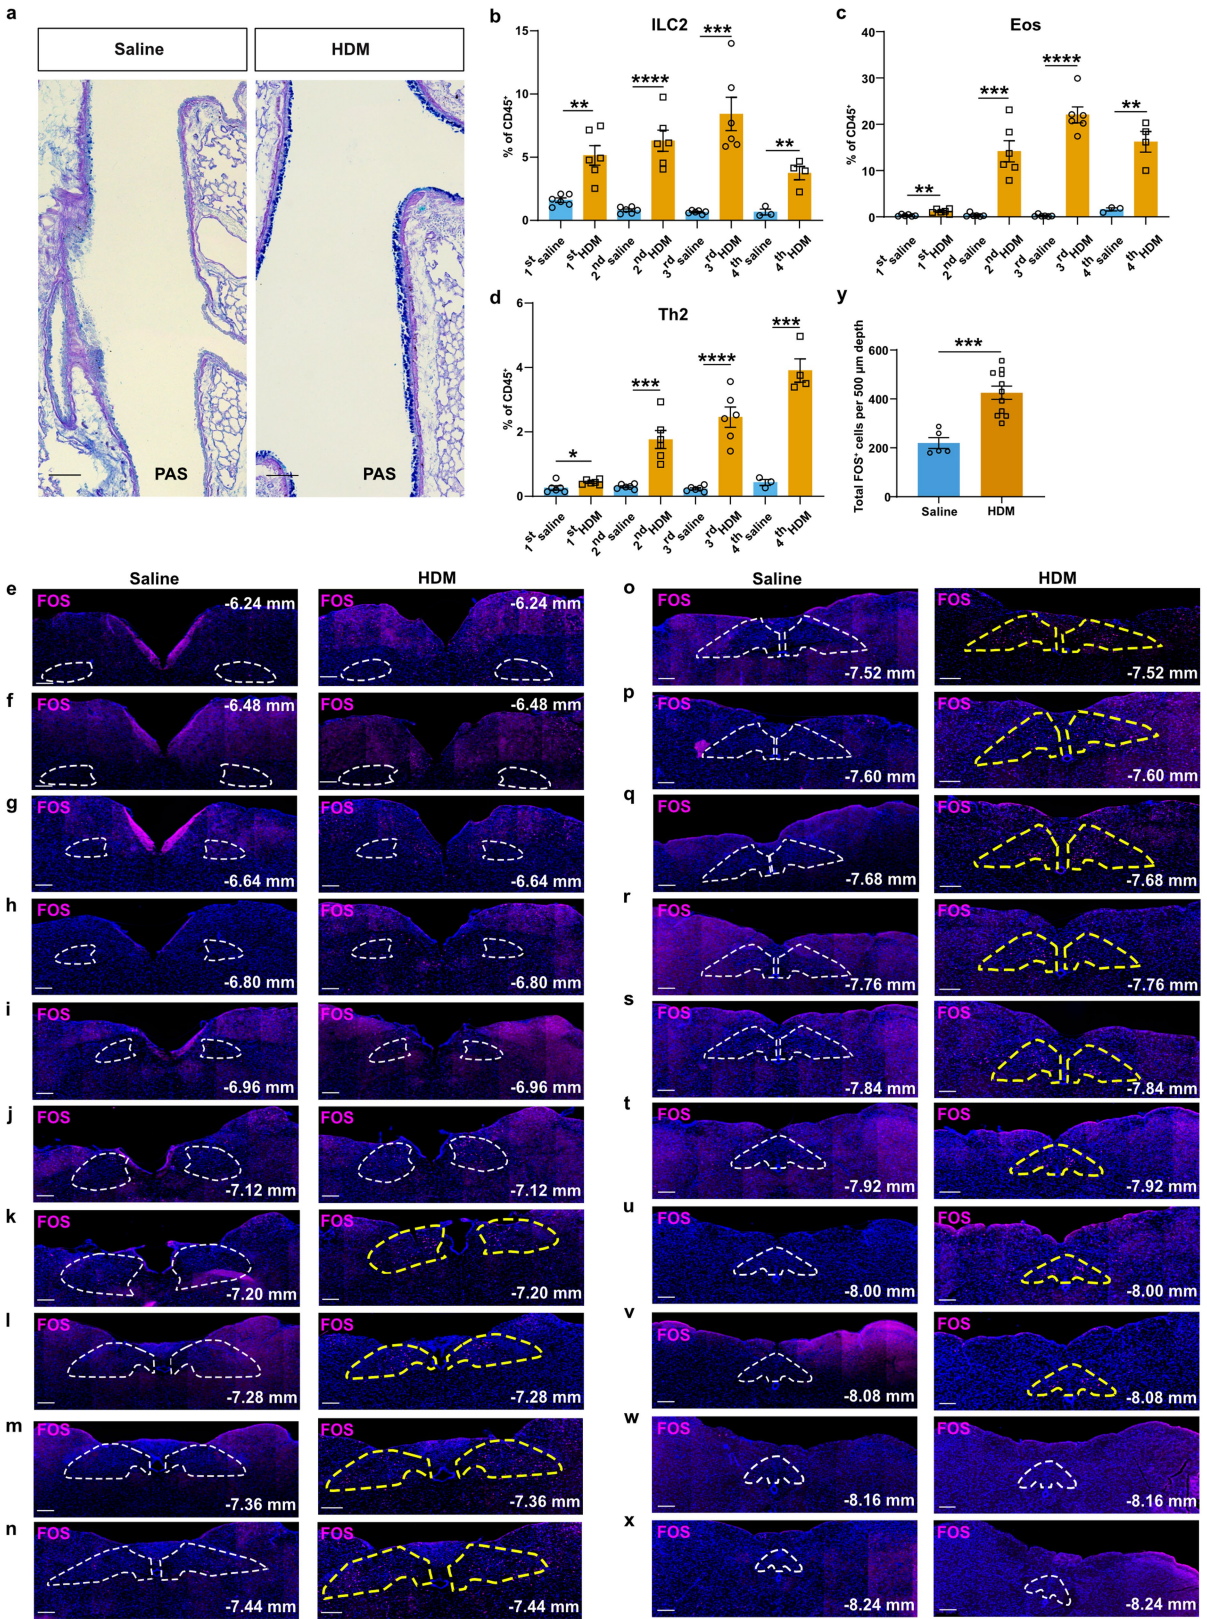 a
Saline
HDM
PAS
PAS
b
ILC2
% of CD45⁺
15
10
5
0
**
****
***
**
1st saline
1st HDM
2nd saline
2nd HDM
3rd saline
3rd HDM
4th saline
4th HDM
c
Eos
% of CD45⁺
40
30
20
10
0
**
***
****
**
1st saline
1st HDM
2nd saline
2nd HDM
3rd saline
3rd HDM
4th saline
4th HDM
d
Th2
% of CD45⁺
6
4
2
0
*
***
****
***
1st saline
1st HDM
2nd saline
2nd HDM
3rd saline
3rd HDM
4th saline
4th HDM
y
Total FOS⁺ cells per 500 µm depth
600
400
200
0
***
Saline
HDM
Saline
HDM
e
FOS
-6.24 mm
FOS
-6.24 mm
f
FOS
-6.48 mm
FOS
-6.48 mm
g
FOS
-6.64 mm
FOS
-6.64 mm
h
FOS
-6.80 mm
FOS
-6.80 mm
i
FOS
-6.96 mm
FOS
-6.96 mm
j
FOS
-7.12 mm
FOS
-7.12 mm
k
FOS
-7.20 mm
FOS
-7.20 mm
l
FOS
-7.28 mm
FOS
-7.28 mm
m
FOS
-7.36 mm
FOS
-7.36 mm
n
FOS
-7.44 mm
FOS
-7.44 mm
Saline
HDM
o
FOS
-7.52 mm
FOS
-7.52 mm
p
FOS
-7.60 mm
FOS
-7.60 mm
q
FOS
-7.68 mm
FOS
-7.68 mm
r
FOS
-7.76 mm
FOS
-7.76 mm
s
FOS
-7.84 mm
FOS
-7.84 mm
t
FOS
-7.92 mm
FOS
-7.92 mm
u
FOS
-8.00 mm
FOS
-8.00 mm
v
FOS
-8.08 mm
FOS
-8.08 mm
w
FOS
-8.16 mm
FOS
-8.16 mm
x
FOS
-8.24 mm
FOS
-8.24 mm